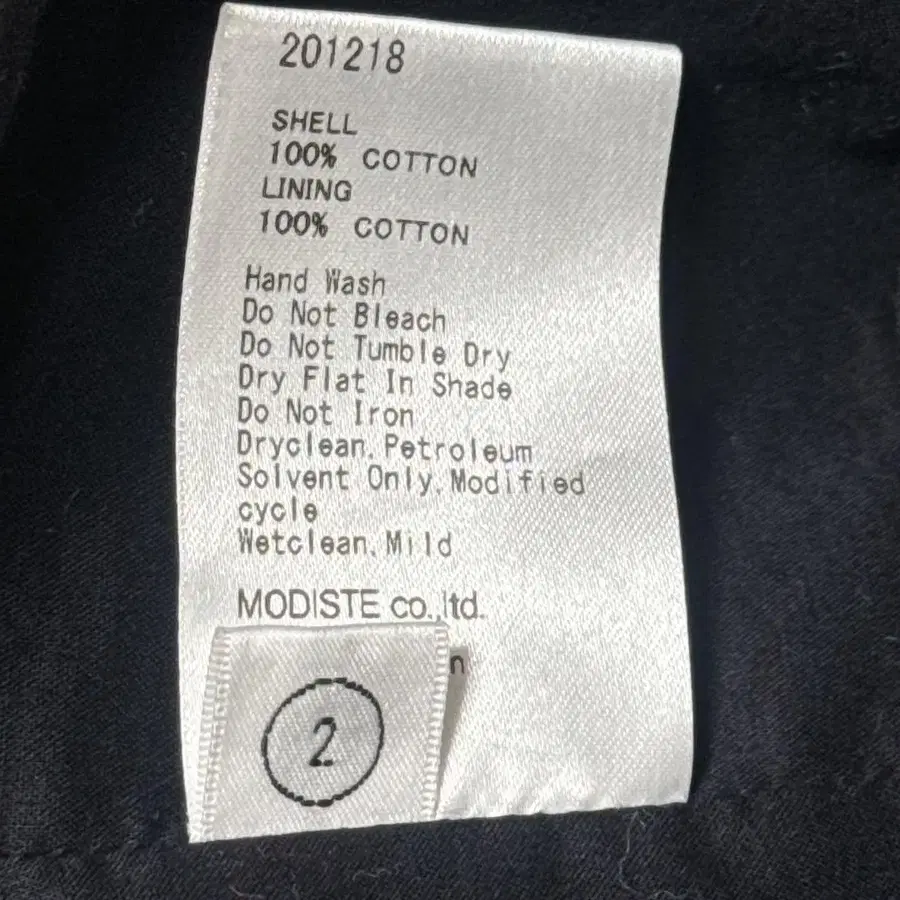 201218
SHELL
100% COTTON
LINING
100% COTTON
Hand Wash
Do Not Bleach
Do Not Tumble Dry
Dry Flat In Shade
Do Not Iron
Dryclean, Petroleum
Solvent Only, Modified
cycle
Wetclean, Mild
MODISTE co.,ltd.
2